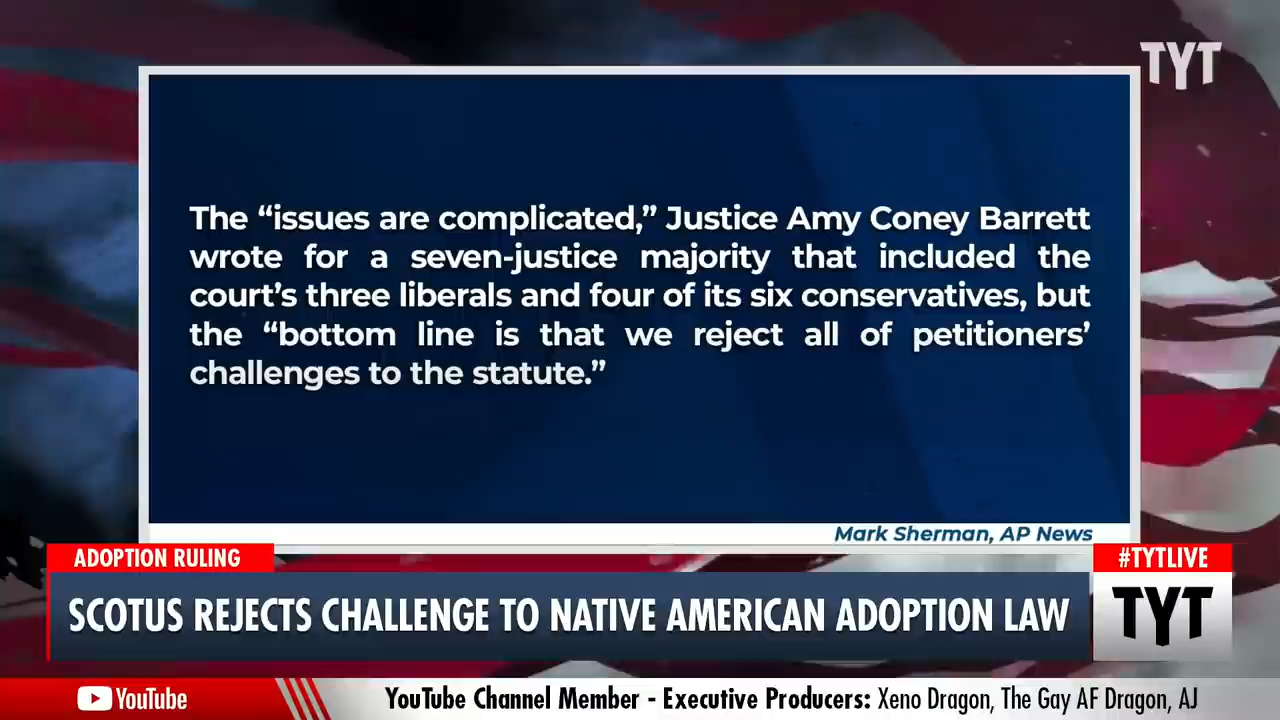 TYT
The “issues are complicated,” Justice Amy Coney Barrett
wrote for a seven-justice majority that included the
court’s three liberals and four of its six conservatives, but
the “bottom line is that we reject all of petitioners’
challenges to the statute.”
Mark Sherman, AP News
ADOPTION RULING
#TYTLIVE
SCOTUS REJECTS CHALLENGE TO NATIVE AMERICAN ADOPTION LAW
TYT
YouTube
YouTube Channel Member - Executive Producers: Xeno Dragon, The Gay AF Dragon, AJ